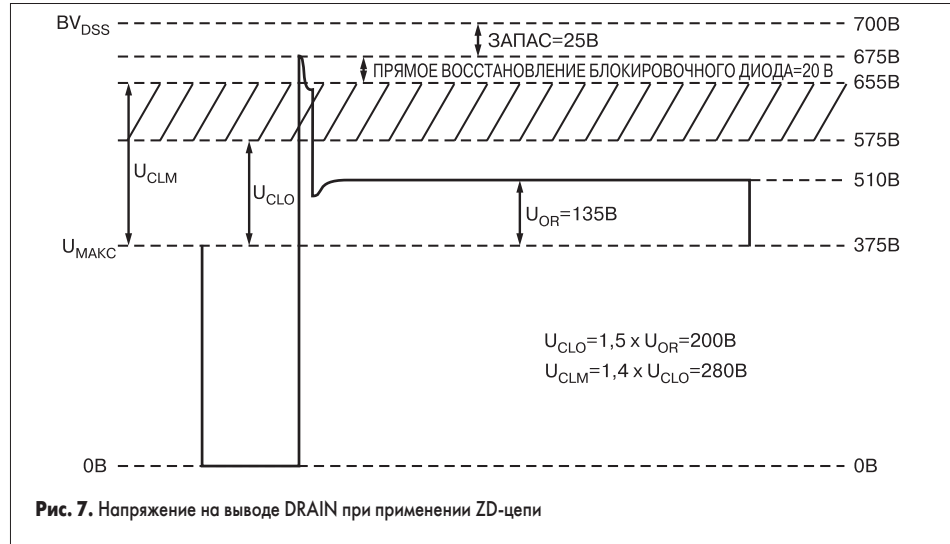 BV_DSS 700В
ЗАПАС=25В
675В
ПРЯМОЕ ВОССТАНОВЛЕНИЕ БЛОКИРОВОЧНОГО ДИОДА=20 В
655В
575В
U_CLM
U_CLO
510В
U_OR=135В
U_МАКС 375В
U_CLO=1,5 x U_OR=200В
U_CLM=1,4 x U_CLO=280В
0В 0В
Рис. 7. Напряжение на выводе DRAIN при применении ZD-цепи